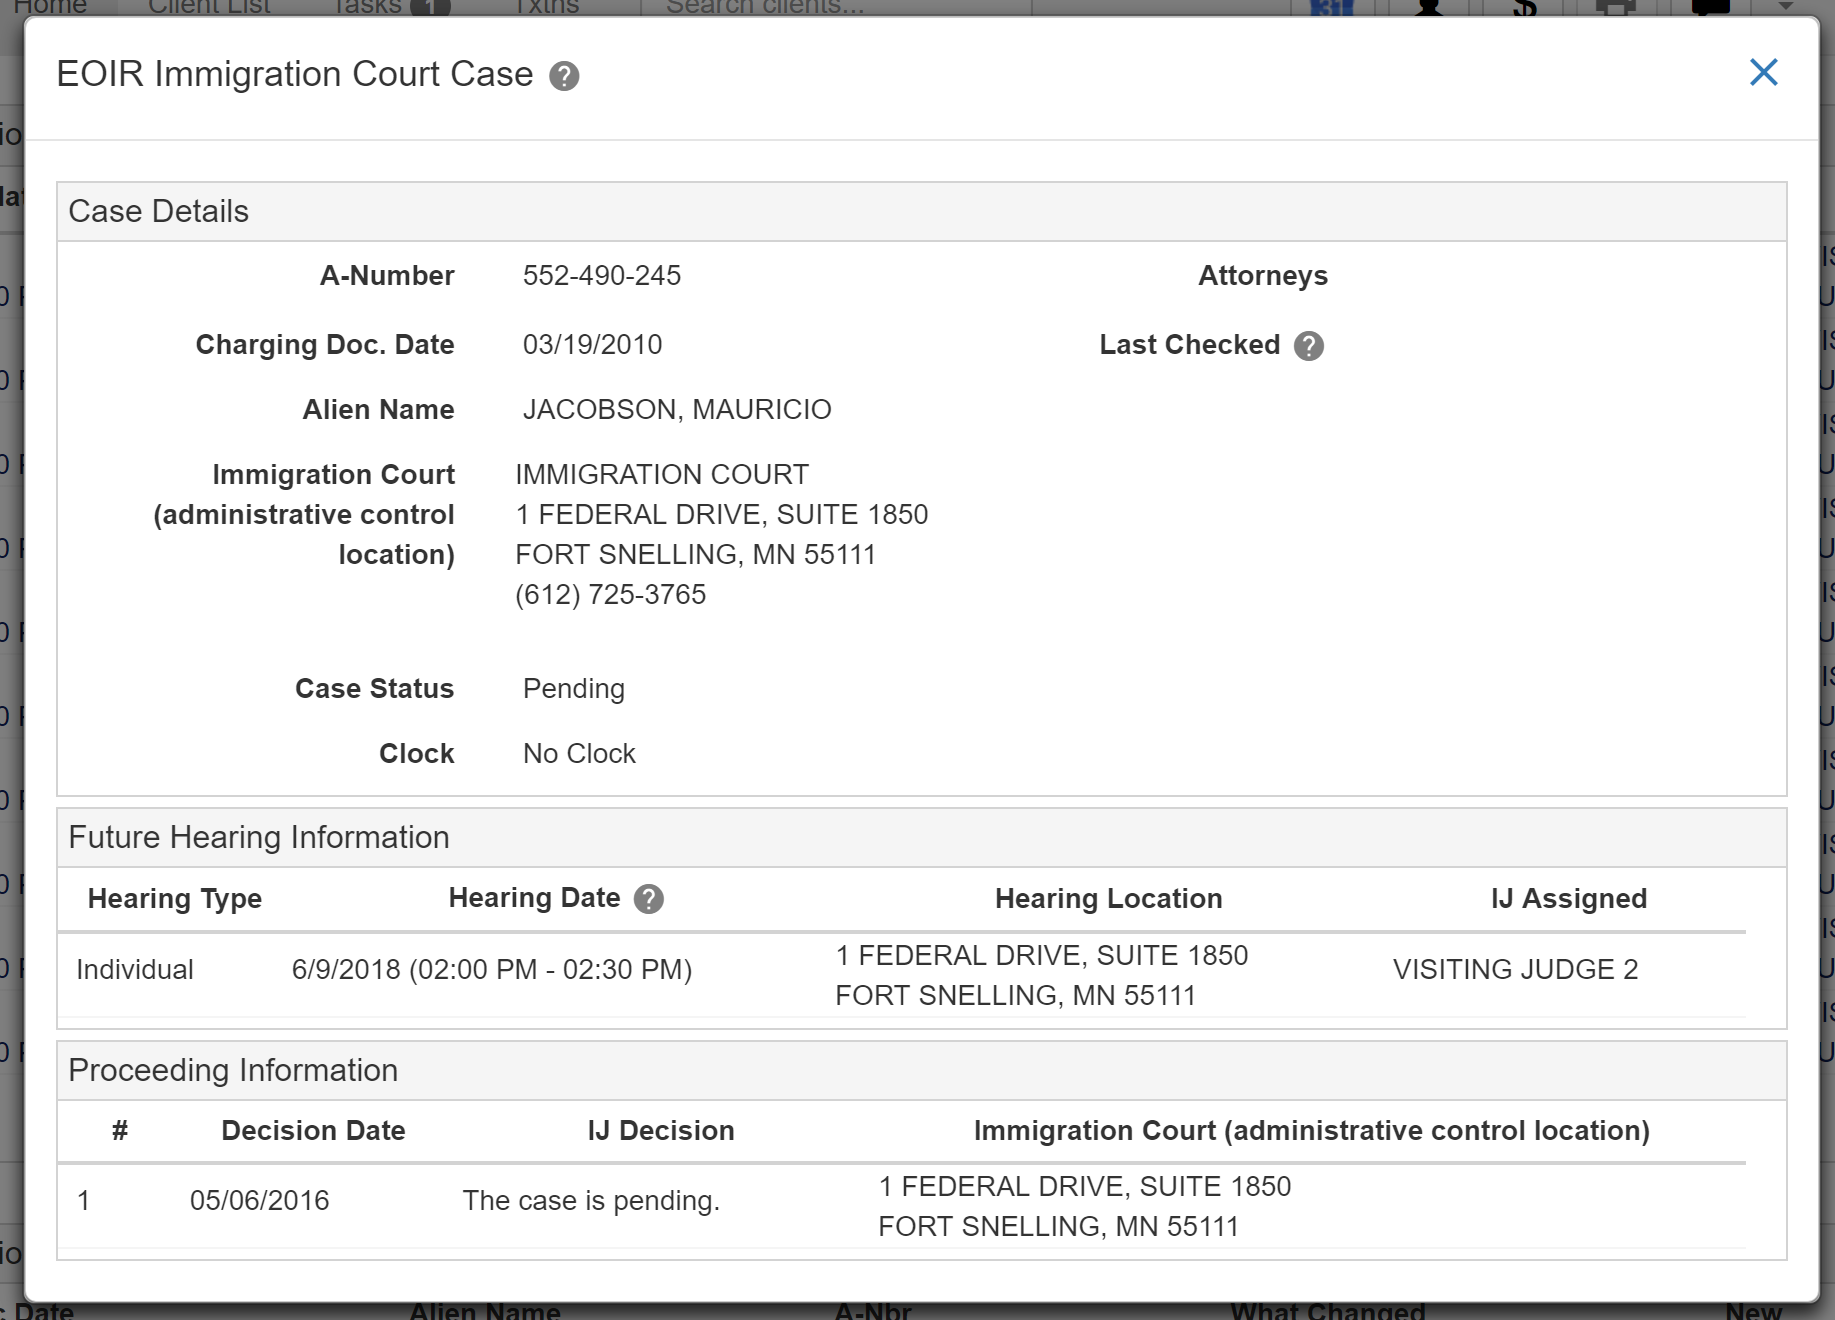 Home Client List Tasks 1 Txns Search clients... 31 $
EOIR Immigration Court Case ?
Case Details
A-Number 552-490-245 Attorneys
Charging Doc. Date 03/19/2010 Last Checked ?
Alien Name JACOBSON, MAURICIO
Immigration Court IMMIGRATION COURT
(administrative control 1 FEDERAL DRIVE, SUITE 1850
location) FORT SNELLING, MN 55111
(612) 725-3765
Case Status Pending
Clock No Clock
Future Hearing Information
Hearing Type Hearing Date ? Hearing Location IJ Assigned
Individual 6/9/2018 (02:00 PM - 02:30 PM) 1 FEDERAL DRIVE, SUITE 1850 VISITING JUDGE 2
FORT SNELLING, MN 55111
Proceeding Information
# Decision Date IJ Decision Immigration Court (administrative control location)
1 05/06/2016 The case is pending. 1 FEDERAL DRIVE, SUITE 1850
FORT SNELLING, MN 55111
Date Alien Name A-Nbr What Changed New